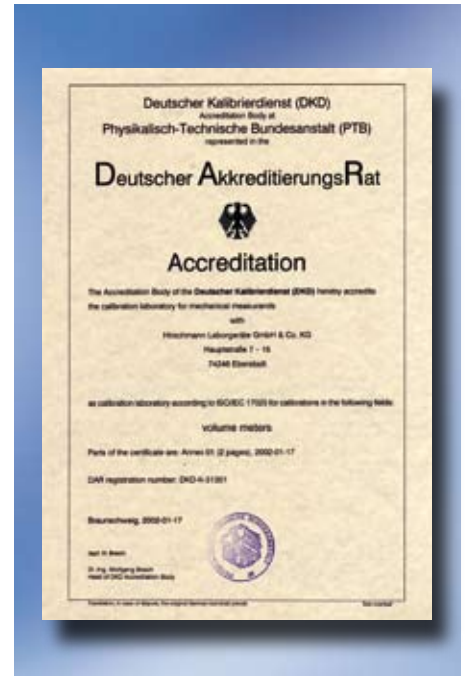 Deutscher Kalibrierdienst (DKD)
Accreditation Body at
Physikalisch-Technische Bundesanstalt (PTB)
represented in the
Deutscher AkkreditierungsRat
Accreditation
The Accreditation Body of the Deutscher Kalibrierdienst (DKD) hereby accredits
the calibration laboratory for mechanical measurands
with
Hirschmann Laborgeräte GmbH & Co. KG
Hauptstraße 7 - 15
74246 Eberstadt
as calibration laboratory according to ISO/IEC 17025 for calibrations in the following fields:
volume meters
Parts of the certificate are: Annex 01 (2 pages), 2002-01-17
DAR registration number: DKD-K-31301
Braunschweig, 2002-01-17
Dr.-Ing. Wolfgang
Head of DKD Accreditation Body